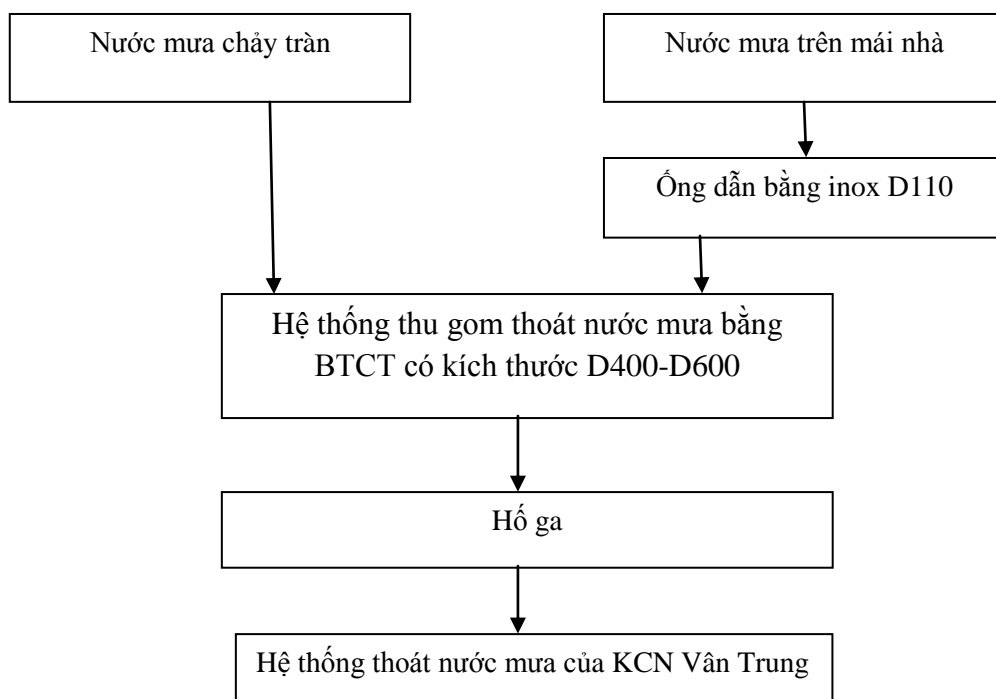 Nước mưa chảy tràn
Nước mưa trên mái nhà
Ống dẫn bằng inox D110
Hệ thống thu gom thoát nước mưa bằng
BTCT có kích thước D400-D600
Hố ga
Hệ thống thoát nước mưa của KCN Vân Trung